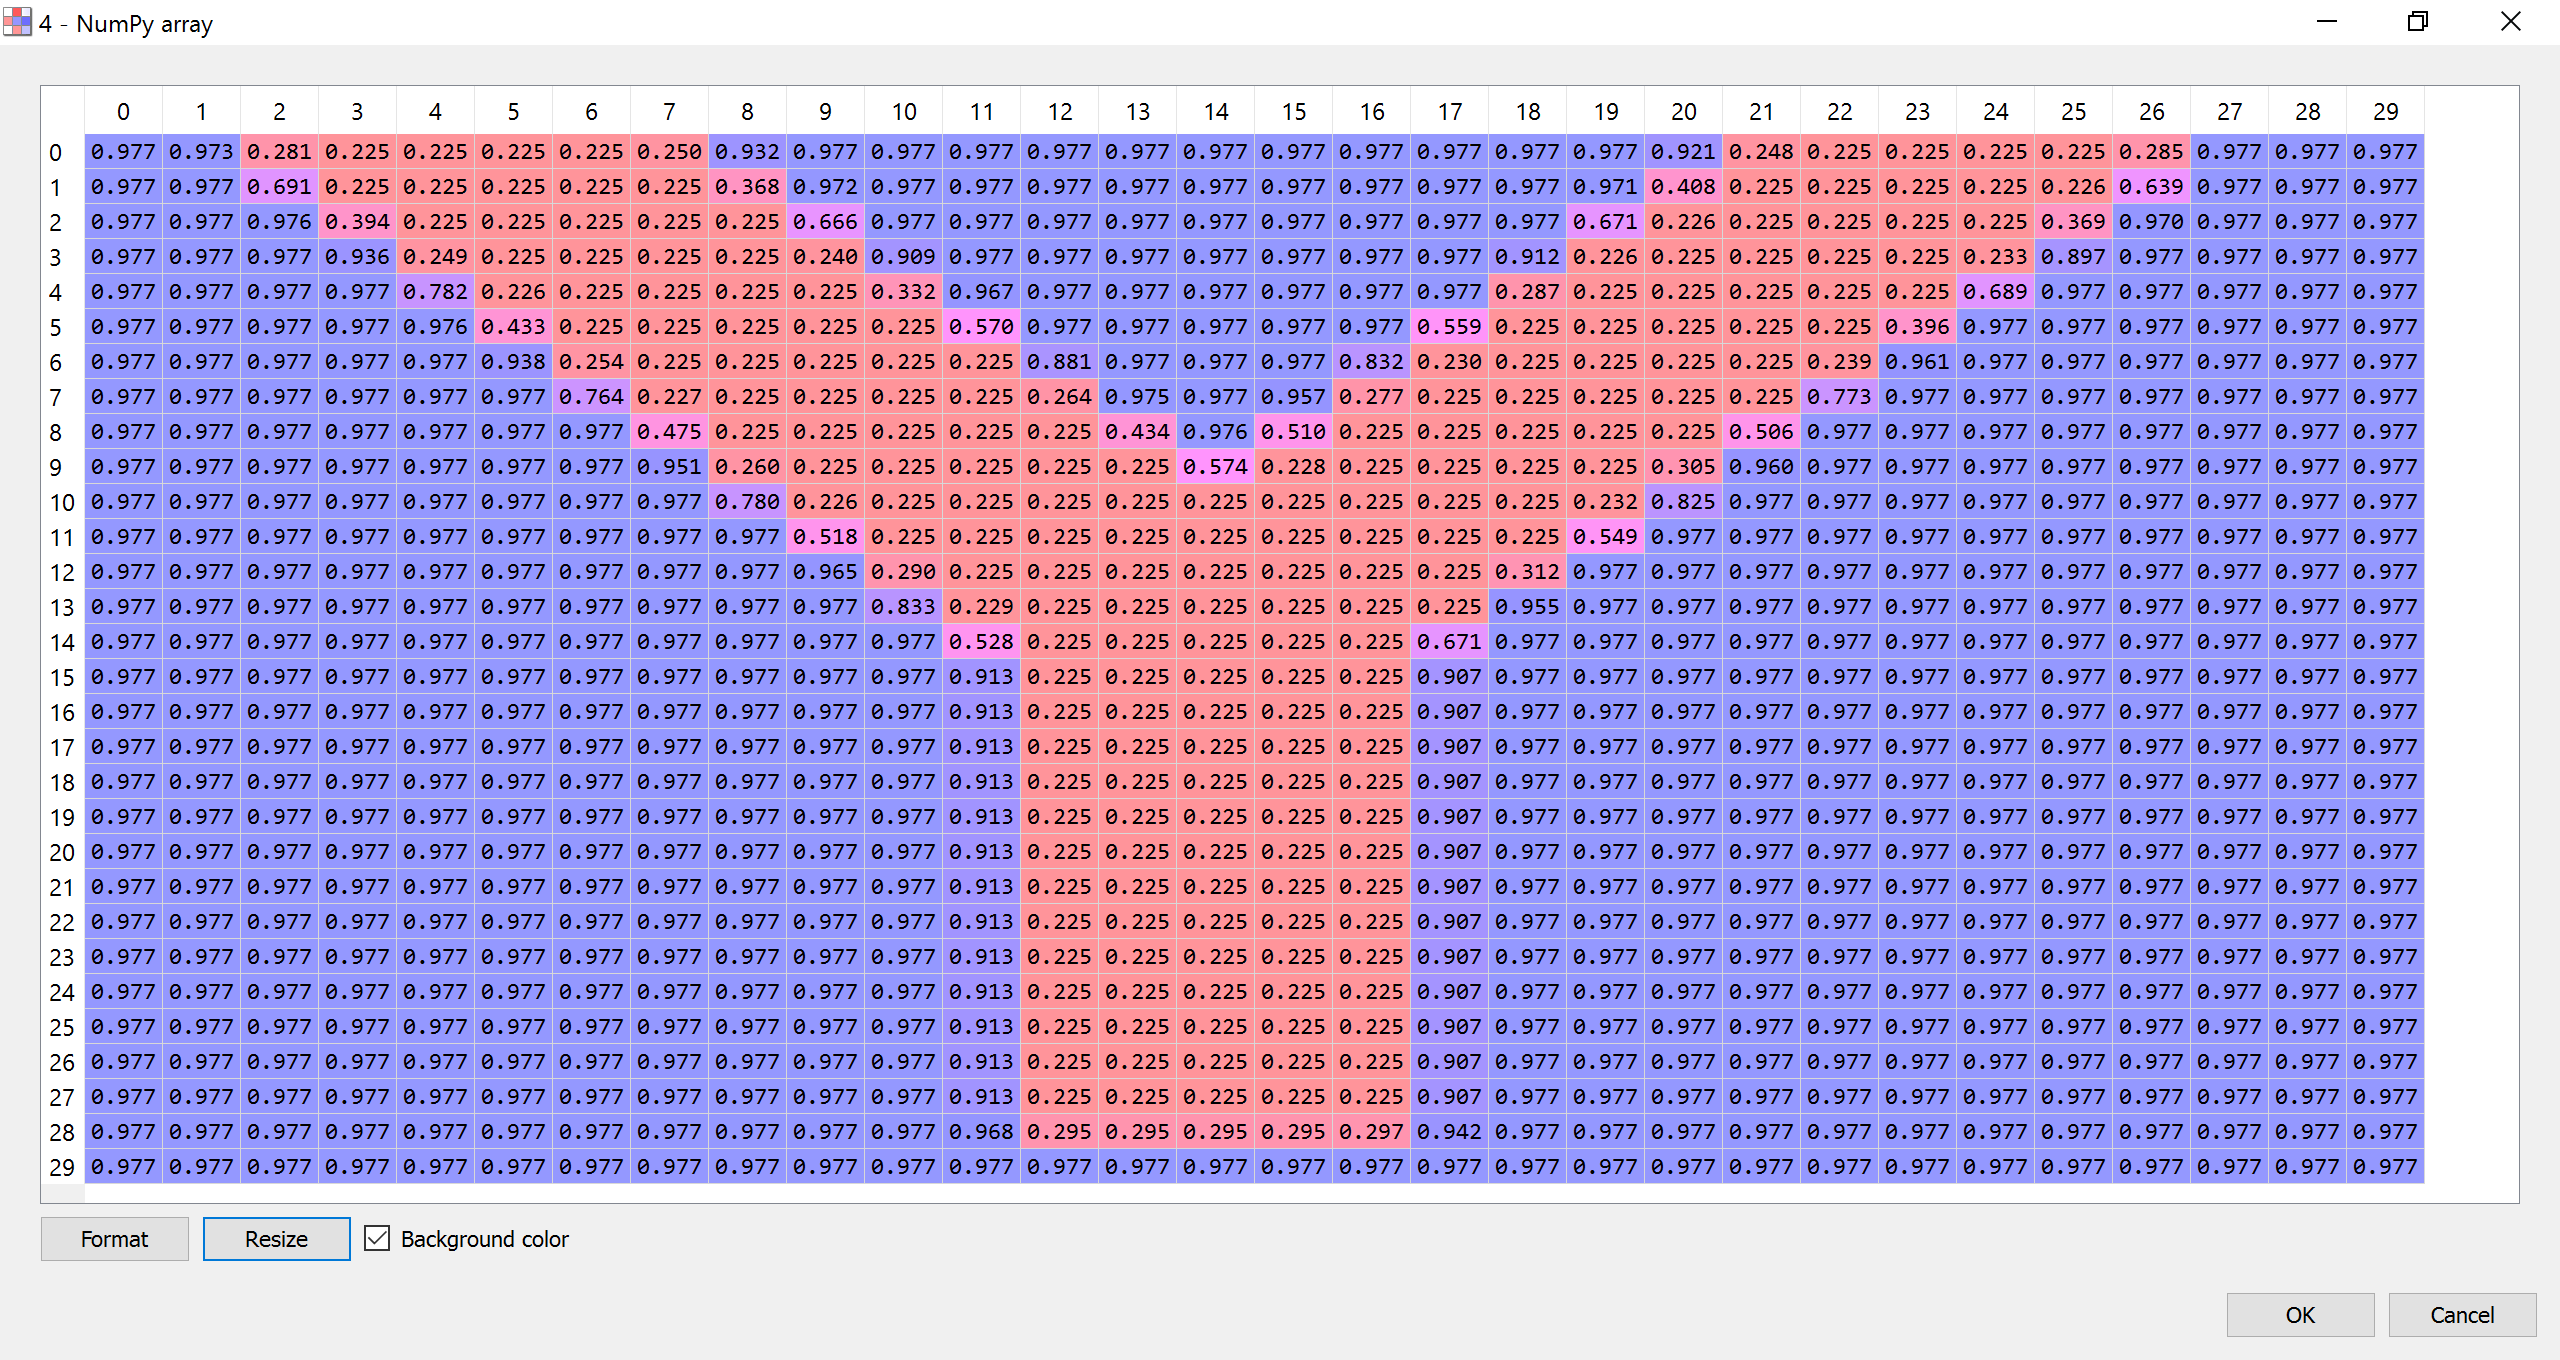 4 - NumPy array
0 1 2 3 4 5 6 7 8 9 10 11 12 13 14 15 16 17 18 19 20 21 22 23 24 25 26 27 28 29
0 0.977 0.973 0.281 0.225 0.225 0.225 0.225 0.250 0.932 0.977 0.977 0.977 0.977 0.977 0.977 0.977 0.977 0.977 0.977 0.977 0.921 0.248 0.225 0.225 0.225 0.225 0.285 0.977 0.977 0.977
1 0.977 0.977 0.691 0.225 0.225 0.225 0.225 0.225 0.368 0.972 0.977 0.977 0.977 0.977 0.977 0.977 0.977 0.977 0.977 0.971 0.408 0.225 0.225 0.225 0.225 0.226 0.639 0.977 0.977 0.977
2 0.977 0.977 0.976 0.394 0.225 0.225 0.225 0.225 0.225 0.666 0.977 0.977 0.977 0.977 0.977 0.977 0.977 0.977 0.977 0.671 0.226 0.225 0.225 0.225 0.225 0.369 0.970 0.977 0.977 0.977
3 0.977 0.977 0.977 0.936 0.249 0.225 0.225 0.225 0.225 0.240 0.909 0.977 0.977 0.977 0.977 0.977 0.977 0.977 0.912 0.226 0.225 0.225 0.225 0.225 0.233 0.897 0.977 0.977 0.977 0.977
4 0.977 0.977 0.977 0.977 0.782 0.226 0.225 0.225 0.225 0.225 0.332 0.967 0.977 0.977 0.977 0.977 0.977 0.977 0.287 0.225 0.225 0.225 0.225 0.225 0.689 0.977 0.977 0.977 0.977 0.977
5 0.977 0.977 0.977 0.977 0.976 0.433 0.225 0.225 0.225 0.225 0.225 0.570 0.977 0.977 0.977 0.977 0.977 0.559 0.225 0.225 0.225 0.225 0.225 0.396 0.977 0.977 0.977 0.977 0.977 0.977
6 0.977 0.977 0.977 0.977 0.977 0.938 0.254 0.225 0.225 0.225 0.225 0.225 0.881 0.977 0.977 0.977 0.832 0.230 0.225 0.225 0.225 0.225 0.239 0.961 0.977 0.977 0.977 0.977 0.977 0.977
7 0.977 0.977 0.977 0.977 0.977 0.977 0.764 0.227 0.225 0.225 0.225 0.225 0.264 0.975 0.977 0.957 0.277 0.225 0.225 0.225 0.225 0.225 0.773 0.977 0.977 0.977 0.977 0.977 0.977 0.977
8 0.977 0.977 0.977 0.977 0.977 0.977 0.977 0.475 0.225 0.225 0.225 0.225 0.225 0.434 0.976 0.510 0.225 0.225 0.225 0.225 0.225 0.506 0.977 0.977 0.977 0.977 0.977 0.977 0.977 0.977
9 0.977 0.977 0.977 0.977 0.977 0.977 0.977 0.951 0.260 0.225 0.225 0.225 0.225 0.225 0.574 0.228 0.225 0.225 0.225 0.225 0.305 0.960 0.977 0.977 0.977 0.977 0.977 0.977 0.977 0.977
10 0.977 0.977 0.977 0.977 0.977 0.977 0.977 0.977 0.780 0.226 0.225 0.225 0.225 0.225 0.225 0.225 0.225 0.225 0.225 0.232 0.825 0.977 0.977 0.977 0.977 0.977 0.977 0.977 0.977 0.977
11 0.977 0.977 0.977 0.977 0.977 0.977 0.977 0.977 0.977 0.518 0.225 0.225 0.225 0.225 0.225 0.225 0.225 0.225 0.225 0.549 0.977 0.977 0.977 0.977 0.977 0.977 0.977 0.977 0.977 0.977
12 0.977 0.977 0.977 0.977 0.977 0.977 0.977 0.977 0.977 0.965 0.290 0.225 0.225 0.225 0.225 0.225 0.225 0.225 0.312 0.977 0.977 0.977 0.977 0.977 0.977 0.977 0.977 0.977 0.977 0.977
13 0.977 0.977 0.977 0.977 0.977 0.977 0.977 0.977 0.977 0.977 0.833 0.229 0.225 0.225 0.225 0.225 0.225 0.225 0.955 0.977 0.977 0.977 0.977 0.977 0.977 0.977 0.977 0.977 0.977 0.977
14 0.977 0.977 0.977 0.977 0.977 0.977 0.977 0.977 0.977 0.977 0.977 0.528 0.225 0.225 0.225 0.225 0.225 0.671 0.977 0.977 0.977 0.977 0.977 0.977 0.977 0.977 0.977 0.977 0.977 0.977
15 0.977 0.977 0.977 0.977 0.977 0.977 0.977 0.977 0.977 0.977 0.977 0.913 0.225 0.225 0.225 0.225 0.225 0.907 0.977 0.977 0.977 0.977 0.977 0.977 0.977 0.977 0.977 0.977 0.977 0.977
16 0.977 0.977 0.977 0.977 0.977 0.977 0.977 0.977 0.977 0.977 0.977 0.913 0.225 0.225 0.225 0.225 0.225 0.907 0.977 0.977 0.977 0.977 0.977 0.977 0.977 0.977 0.977 0.977 0.977 0.977
17 0.977 0.977 0.977 0.977 0.977 0.977 0.977 0.977 0.977 0.977 0.977 0.913 0.225 0.225 0.225 0.225 0.225 0.907 0.977 0.977 0.977 0.977 0.977 0.977 0.977 0.977 0.977 0.977 0.977 0.977
18 0.977 0.977 0.977 0.977 0.977 0.977 0.977 0.977 0.977 0.977 0.977 0.913 0.225 0.225 0.225 0.225 0.225 0.907 0.977 0.977 0.977 0.977 0.977 0.977 0.977 0.977 0.977 0.977 0.977 0.977
19 0.977 0.977 0.977 0.977 0.977 0.977 0.977 0.977 0.977 0.977 0.977 0.913 0.225 0.225 0.225 0.225 0.225 0.907 0.977 0.977 0.977 0.977 0.977 0.977 0.977 0.977 0.977 0.977 0.977 0.977
20 0.977 0.977 0.977 0.977 0.977 0.977 0.977 0.977 0.977 0.977 0.977 0.913 0.225 0.225 0.225 0.225 0.225 0.907 0.977 0.977 0.977 0.977 0.977 0.977 0.977 0.977 0.977 0.977 0.977 0.977
21 0.977 0.977 0.977 0.977 0.977 0.977 0.977 0.977 0.977 0.977 0.977 0.913 0.225 0.225 0.225 0.225 0.225 0.907 0.977 0.977 0.977 0.977 0.977 0.977 0.977 0.977 0.977 0.977 0.977 0.977
22 0.977 0.977 0.977 0.977 0.977 0.977 0.977 0.977 0.977 0.977 0.977 0.913 0.225 0.225 0.225 0.225 0.225 0.907 0.977 0.977 0.977 0.977 0.977 0.977 0.977 0.977 0.977 0.977 0.977 0.977
23 0.977 0.977 0.977 0.977 0.977 0.977 0.977 0.977 0.977 0.977 0.977 0.913 0.225 0.225 0.225 0.225 0.225 0.907 0.977 0.977 0.977 0.977 0.977 0.977 0.977 0.977 0.977 0.977 0.977 0.977
24 0.977 0.977 0.977 0.977 0.977 0.977 0.977 0.977 0.977 0.977 0.977 0.913 0.225 0.225 0.225 0.225 0.225 0.907 0.977 0.977 0.977 0.977 0.977 0.977 0.977 0.977 0.977 0.977 0.977 0.977
25 0.977 0.977 0.977 0.977 0.977 0.977 0.977 0.977 0.977 0.977 0.977 0.913 0.225 0.225 0.225 0.225 0.225 0.907 0.977 0.977 0.977 0.977 0.977 0.977 0.977 0.977 0.977 0.977 0.977 0.977
26 0.977 0.977 0.977 0.977 0.977 0.977 0.977 0.977 0.977 0.977 0.977 0.913 0.225 0.225 0.225 0.225 0.225 0.907 0.977 0.977 0.977 0.977 0.977 0.977 0.977 0.977 0.977 0.977 0.977 0.977
27 0.977 0.977 0.977 0.977 0.977 0.977 0.977 0.977 0.977 0.977 0.977 0.913 0.225 0.225 0.225 0.225 0.225 0.907 0.977 0.977 0.977 0.977 0.977 0.977 0.977 0.977 0.977 0.977 0.977 0.977
28 0.977 0.977 0.977 0.977 0.977 0.977 0.977 0.977 0.977 0.977 0.977 0.968 0.295 0.295 0.295 0.295 0.297 0.942 0.977 0.977 0.977 0.977 0.977 0.977 0.977 0.977 0.977 0.977 0.977 0.977
29 0.977 0.977 0.977 0.977 0.977 0.977 0.977 0.977 0.977 0.977 0.977 0.977 0.977 0.977 0.977 0.977 0.977 0.977 0.977 0.977 0.977 0.977 0.977 0.977 0.977 0.977 0.977 0.977 0.977 0.977
Format Resize Background color
OK Cancel